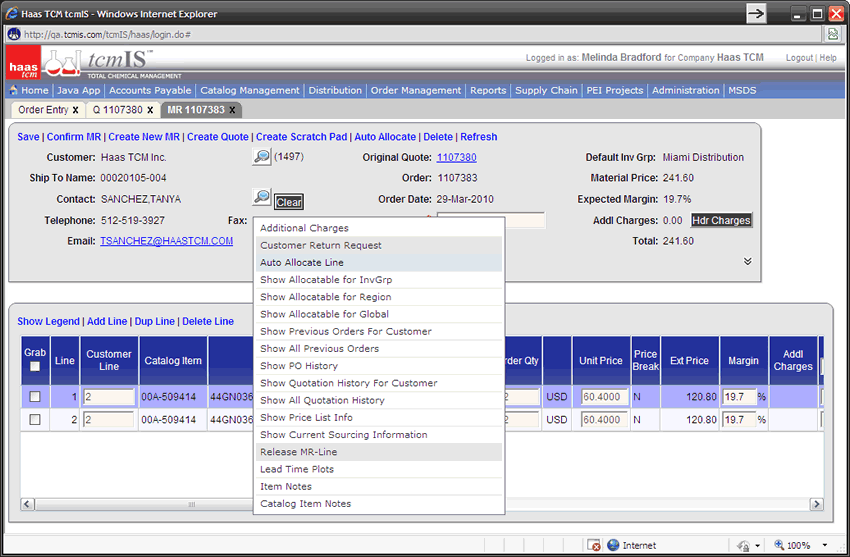 Haas TCM tcmIS - Windows Internet Explorer
http://qa.tcmis.com/tcmIS/haas/login.do#
haas tcm
tcmIS™
TOTAL CHEMICAL MANAGEMENT
Logged in as: Melinda Bradford for Company Haas TCM Logout | Help
Home | Java App | Accounts Payable | Catalog Management | Distribution | Order Management | Reports | Supply Chain | PEI Projects | Administration | MSDS
Order Entry x Q 1107380 x MR 1107383 x
Save | Confirm MR | Create New MR | Create Quote | Create Scratch Pad | Auto Allocate | Delete | Refresh
Customer: Haas TCM Inc. (1497) Original Quote: 1107380 Default Inv Grp: Miami Distribution
Ship To Name: 00020105-004 Order: 1107383 Material Price: 241.60
Contact: SANCHEZ,TANYA Clear Order Date: 29-Mar-2010 Expected Margin: 19.7%
Telephone: 512-519-3927 Fax: Addl Charges: 0.00 Hdr Charges
Email: TSANCHEZ@HAASTCM.COM Total: 241.60
Additional Charges
Customer Return Request
Auto Allocate Line
Show Allocatable for InvGrp
Show Allocatable for Region
Show Allocatable for Global
Show Previous Orders For Customer
Show All Previous Orders
Show PO History
Show Quotation History For Customer
Show All Quotation History
Show Price List Info
Show Current Sourcing Information
Release MR-Line
Lead Time Plots
Item Notes
Catalog Item Notes
Show Legend | Add Line | Dup Line | Delete Line
Grab Line Customer Line Catalog Item rder Qty Unit Price Price Break Ext Price Margin Addl Charges
1 2 00A-509414 44GN036 2 USD 60.4000 N 120.80 19.7 %
2 2 00A-509414 44GN036 2 USD 60.4000 N 120.80 19.7 %
Internet 100%